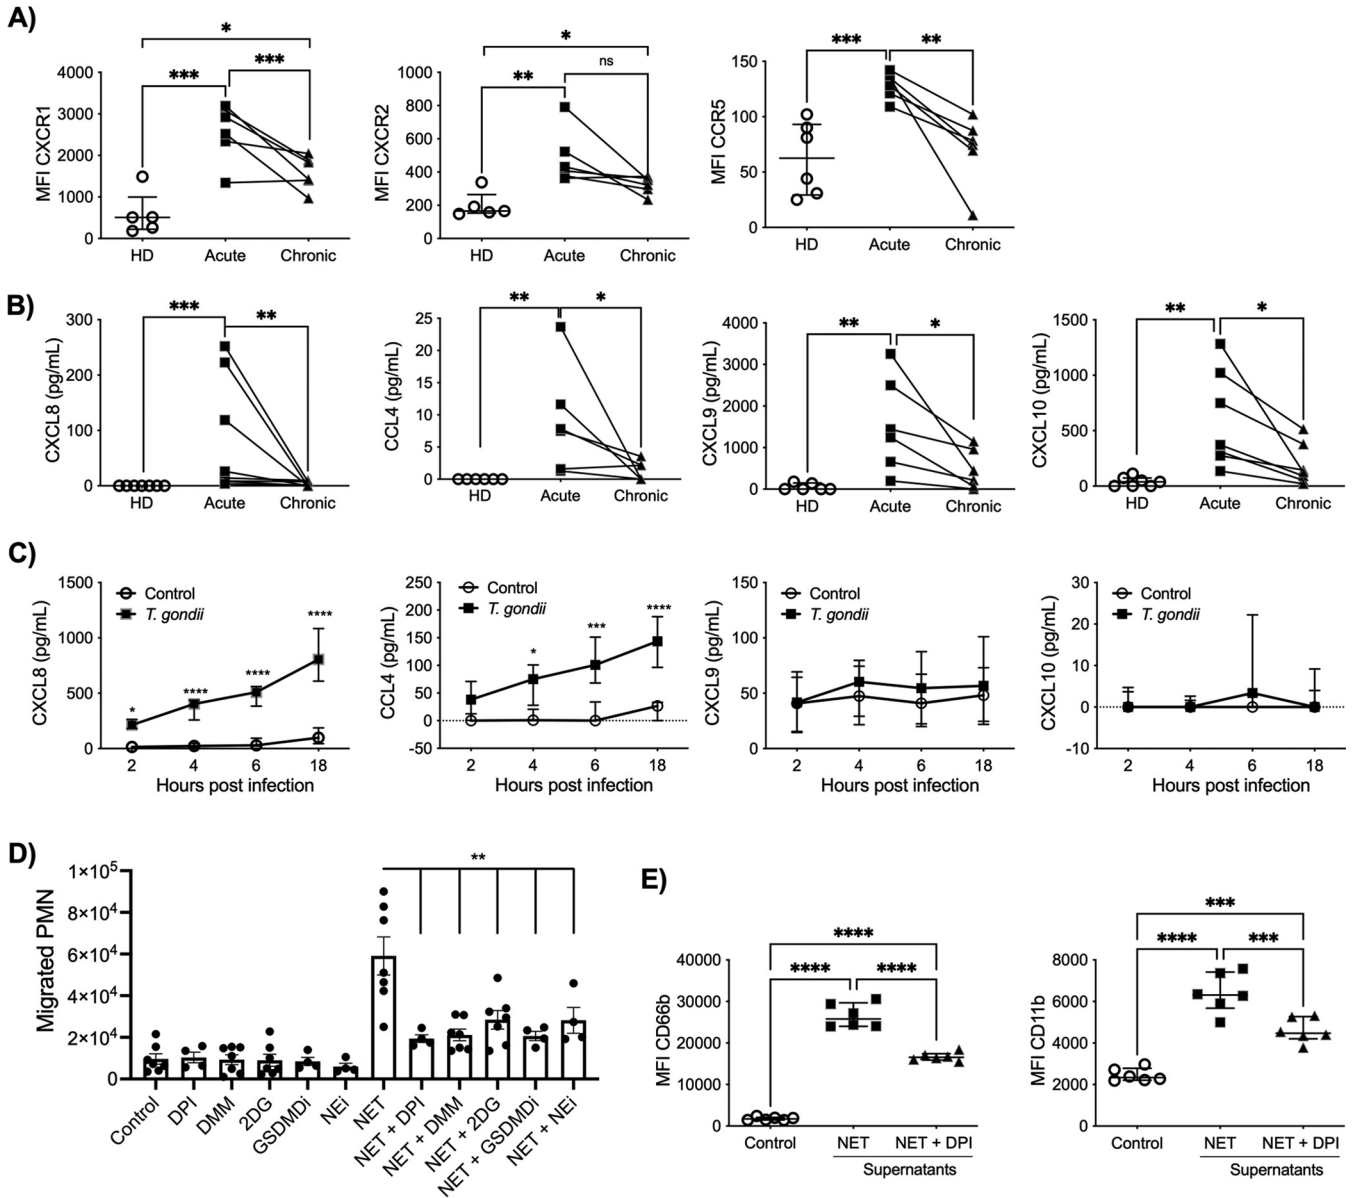 A)
*
***
***
4000
3000
2000
1000
0
MFI CXCR1
HD
Acute
Chronic
*
**
ns
1000
800
600
400
200
0
MFI CXCR2
HD
Acute
Chronic
***
**
150
100
50
0
MFI CCR5
HD
Acute
Chronic
B)
***
**
300
200
100
0
CXCL8 (pg/mL)
HD
Acute
Chronic
**
*
25
20
15
10
5
0
CCL4 (pg/mL)
HD
Acute
Chronic
**
*
4000
3000
2000
1000
0
CXCL9 (pg/mL)
HD
Acute
Chronic
**
*
1500
1000
500
0
CXCL10 (pg/mL)
HD
Acute
Chronic
C)
1500
1000
500
0
CXCL8 (pg/mL)
Control
T. gondii
*
****
****
****
2
4
6
18
Hours post infection
250
200
150
100
50
0
-50
CCL4 (pg/mL)
Control
T. gondii
*
***
****
2
4
6
18
Hours post infection
150
100
50
0
CXCL9 (pg/mL)
Control
T. gondii
2
4
6
18
Hours post infection
30
20
10
0
-10
CXCL10 (pg/mL)
Control
T. gondii
2
4
6
18
Hours post infection
D)
**
1×10⁵
8×10⁴
6×10⁴
4×10⁴
2×10⁴
0
Migrated PMN
Control
DPI
DMM
2DG
GSDMDi
NEi
NET
NET + DPI
NET + DMM
NET + 2DG
NET + GSDMDi
NET + NEi
E)
****
****
****
40000
30000
20000
10000
0
MFI CD66b
Control
NET
NET + DPI
Supernatants
***
****
***
8000
6000
4000
2000
0
MFI CD11b
Control
NET
NET + DPI
Supernatants